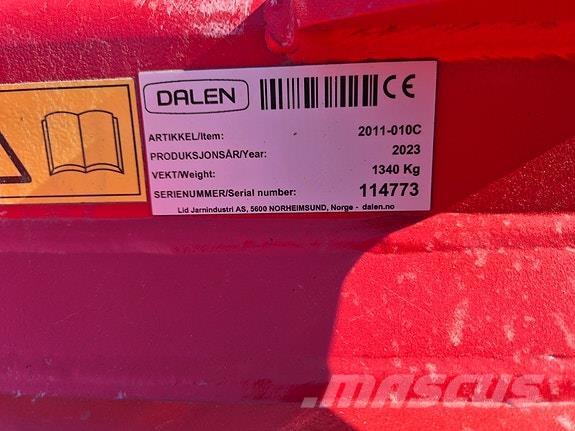 DALEN
CE
ARTIKKEL/Item: 2011-010C
PRODUKSJONSÅR/Year: 2023
VEKT/Weight: 1340 Kg
SERIENUMMER/Serial number: 114773
Lid Jarnindustri AS, 5600 NORHEIMSUND, Norge - dalen.no
MASCUS